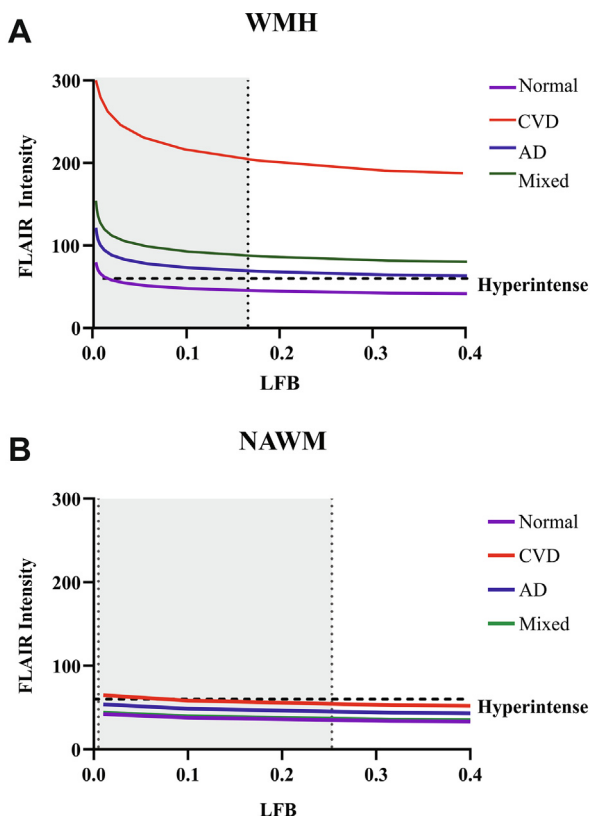 A
WMH
FLAIR Intensity
300
200
100
0
0.0
0.1
0.2
0.3
0.4
LFB
Hyperintense
Normal
CVD
AD
Mixed
B
NAWM
FLAIR Intensity
300
200
100
0
0.0
0.1
0.2
0.3
0.4
LFB
Hyperintense
Normal
CVD
AD
Mixed